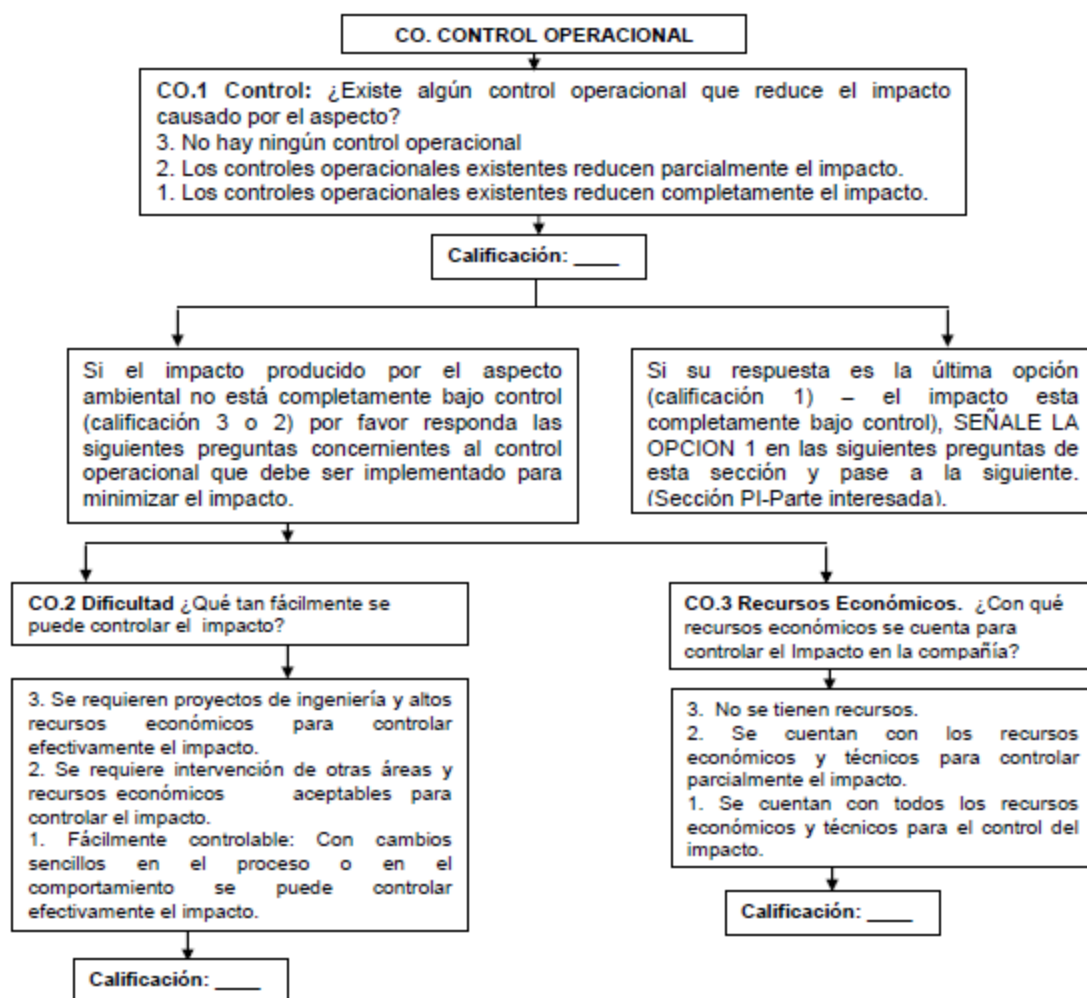 CO. CONTROL OPERACIONAL
CO.1 Control: ¿Existe algún control operacional que reduce el impacto
causado por el aspecto?
3. No hay ningún control operacional
2. Los controles operacionales existentes reducen parcialmente el impacto.
1. Los controles operacionales existentes reducen completamente el impacto.
Calificación: ____
Si el impacto producido por el aspecto
ambiental no está completamente bajo control
(calificación 3 o 2) por favor responda las
siguientes preguntas concernientes al control
operacional que debe ser implementado para
minimizar el impacto.
Si su respuesta es la última opción
(calificación 1) – el impacto esta
completamente bajo control), SEÑALE LA
OPCION 1 en las siguientes preguntas de
esta sección y pase a la siguiente.
(Sección PI-Parte interesada).
CO.2 Dificultad ¿Qué tan fácilmente se
puede controlar el impacto?
3. Se requieren proyectos de ingeniería y altos
recursos económicos para controlar
efectivamente el impacto.
2. Se requiere intervención de otras áreas y
recursos económicos aceptables para
controlar el impacto.
1. Fácilmente controlable: Con cambios
sencillos en el proceso o en el
comportamiento se puede controlar
efectivamente el impacto.
Calificación: ____
CO.3 Recursos Económicos. ¿Con qué
recursos económicos se cuenta para
controlar el Impacto en la compañía?
3. No se tienen recursos.
2. Se cuentan con los recursos
económicos y técnicos para controlar
parcialmente el impacto.
1. Se cuentan con todos los recursos
económicos y técnicos para el control del
impacto.
Calificación: ____